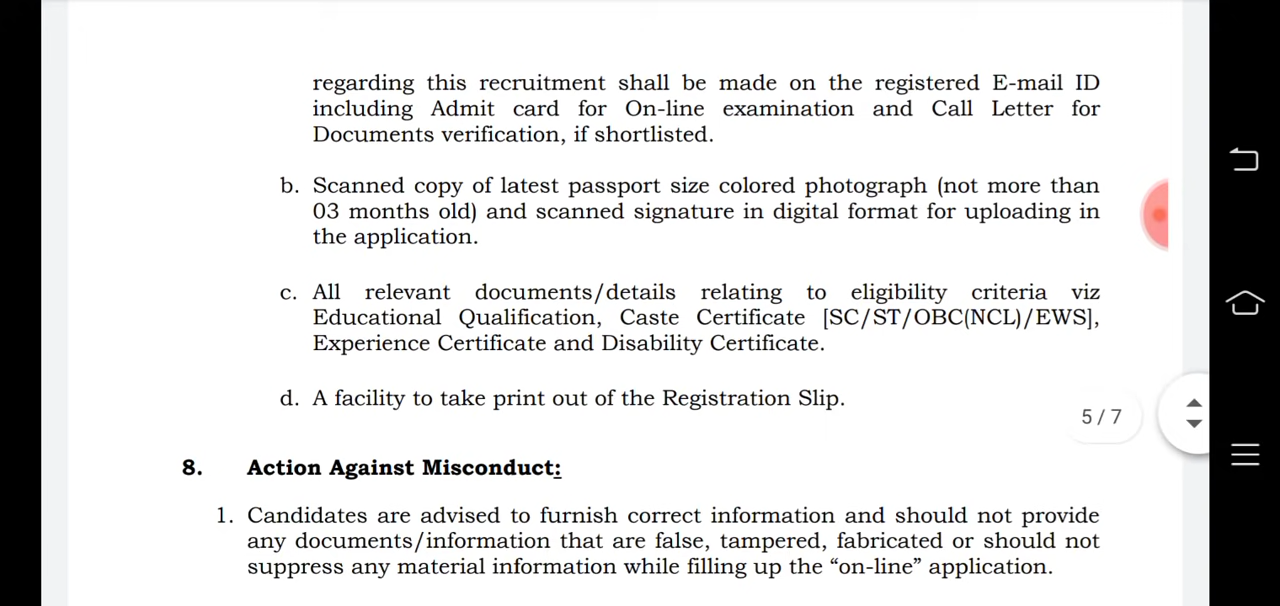 regarding this recruitment shall be made on the registered E-mail ID
including Admit card for On-line examination and Call Letter for
Documents verification, if shortlisted.
b. Scanned copy of latest passport size colored photograph (not more than
03 months old) and scanned signature in digital format for uploading in
the application.
c. All relevant documents/details relating to eligibility criteria viz
Educational Qualification, Caste Certificate [SC/ST/OBC(NCL)/EWS],
Experience Certificate and Disability Certificate.
d. A facility to take print out of the Registration Slip.
5 / 7
8. Action Against Misconduct:
1. Candidates are advised to furnish correct information and should not provide
any documents/information that are false, tampered, fabricated or should not
suppress any material information while filling up the “on-line” application.